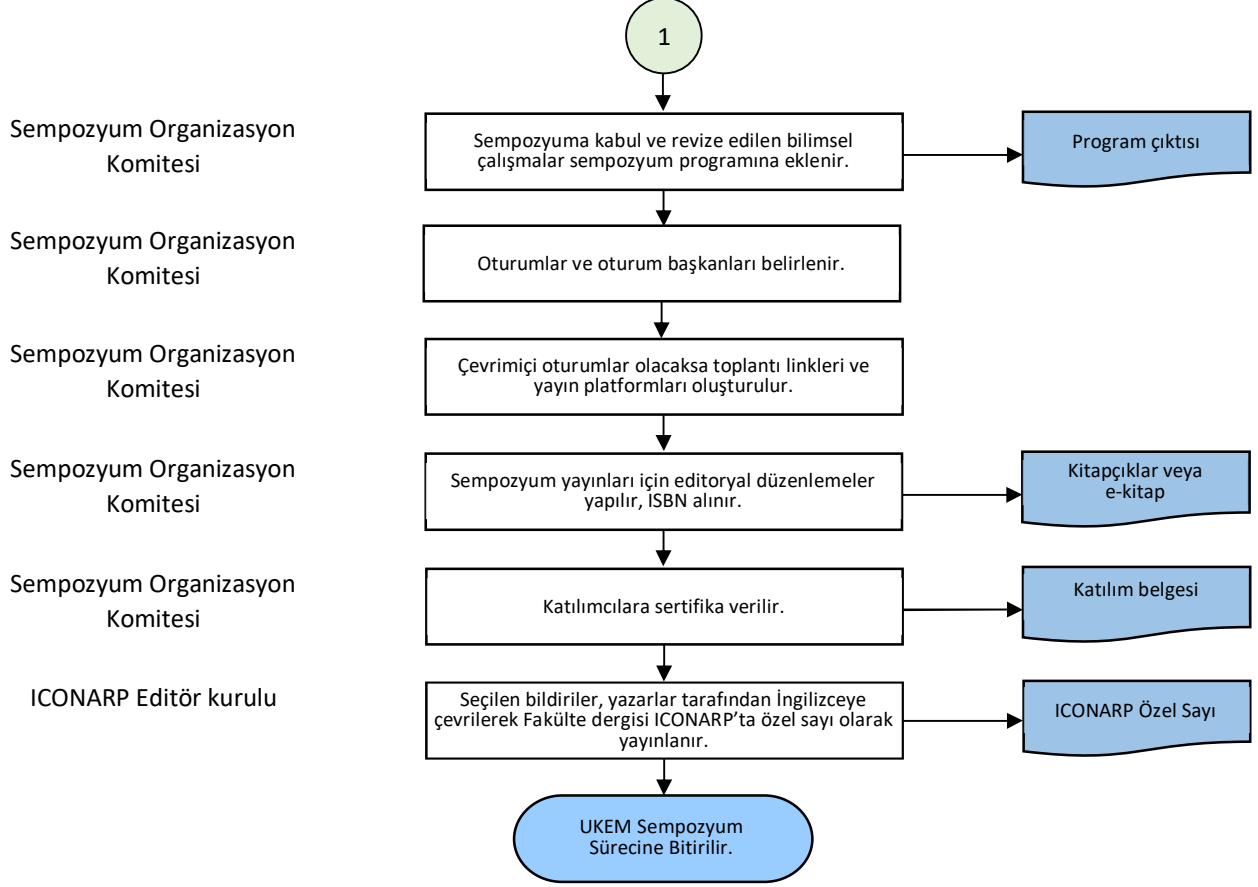 1
Sempozyum Organizasyon
Komitesi
Sempozyuma kabul ve revize edilen bilimsel
çalışmalar sempozyum programına eklenir.
Program çıktısı
Sempozyum Organizasyon
Komitesi
Oturumlar ve oturum başkanları belirlenir.
Sempozyum Organizasyon
Komitesi
Çevrimiçi oturumlar olacaksa toplantı linkleri ve
yayın platformları oluşturulur.
Sempozyum Organizasyon
Komitesi
Sempozyum yayınları için editoryal düzenlemeler
yapılır, ISBN alınır.
Kitapçıklar veya
e-kitap
Sempozyum Organizasyon
Komitesi
Katılımcılara sertifika verilir.
Katılım belgesi
ICONARP Editör kurulu
Seçilen bildiriler, yazarlar tarafından İngilizceye
çevrilerek Fakülte dergisi ICONARP’ta özel sayı olarak
yayınlanır.
ICONARP Özel Sayı
UKEM Sempozyum
Sürecine Bitirilir.